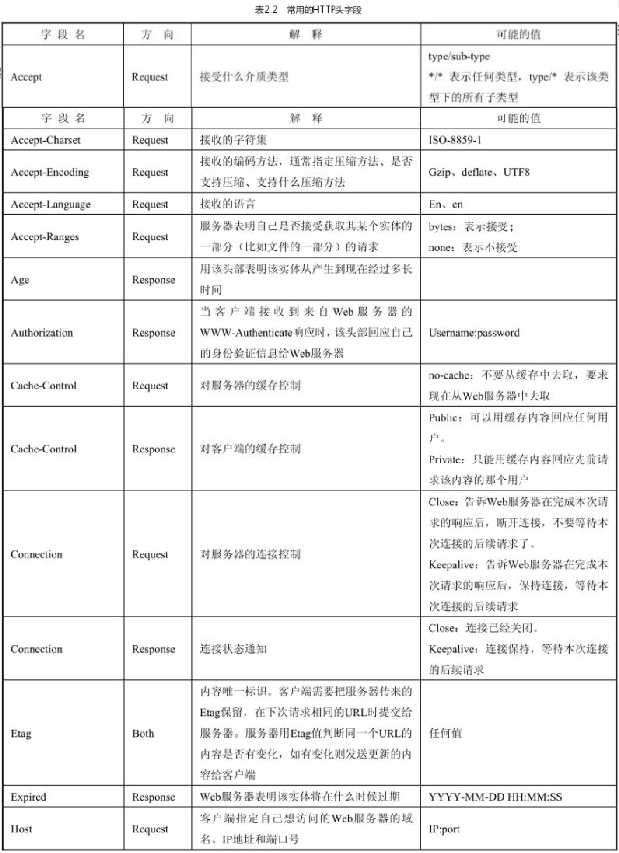 表2.2 常用的HTTP头字段
字 段 名 方 向 解 释 可能的值
Accept Request 接受什么介质类型 type/sub-type
*/* 表示任何类型，type/* 表示该类
型下的所有子类型
字 段 名 方 向 解 释 可能的值
Accept-Charset Request 接收的字符集 ISO-8859-1
Accept-Encoding Request 接收的编码方法，通常指定压缩方法、是否
支持压缩、支持什么压缩方法 Gzip、deflate、UTF8
Accept-Language Request 接收的语言 En、cn
Accept-Ranges Request 服务器表明自己是否接受获取其某个实体的
一部分（比如文件的一部分）的请求 bytes：表示接受；
none：表示不接受
Age Response 用该头部表明该实体从产生到现在经过多长
时间
Authorization Response 当客户端接收到来自Web服务器的
WWW-Authenticate响应时，该头部回应自己
的身份验证信息给Web服务器 Username:password
Cache-Control Request 对服务器的缓存控制 no-cache：不要从缓存中去取，要求
现在从Web服务器中去取
Cache-Control Response 对客户端的缓存控制 Public：可以用缓存内容回应任何用
户。
Private：只能用缓存内容回应先前请
求该内容的那个用户
Connection Request 对服务器的连接控制 Close：告诉Web服务器在完成本次请
求的响应后，断开连接，不要等待本
次连接的后续请求了。
Keepalive：告诉Web服务器在完成本
次请求的响应后，保持连接，等待本
次连接的后续请求
Connection Response 连接状态通知 Close：连接已经关闭。
Keepalive：连接保持，等待本次连接
的后续请求
Etag Both 内容唯一标识。客户端需要把服务器传来的
Etag保留，在下次请求相同的URL时提交给
服务器。服务器用Etag值判断同一个URL的
内容是否有变化，如有变化则发送更新的内
容给客户端 任何值
Expired Response Web服务器表明该实体将在什么时候过期 YYYY-MM-DD HH:MM:SS
Host Request 客户端指定自己想访问的Web服务器的域
名、IP地址和端口号 IP:port